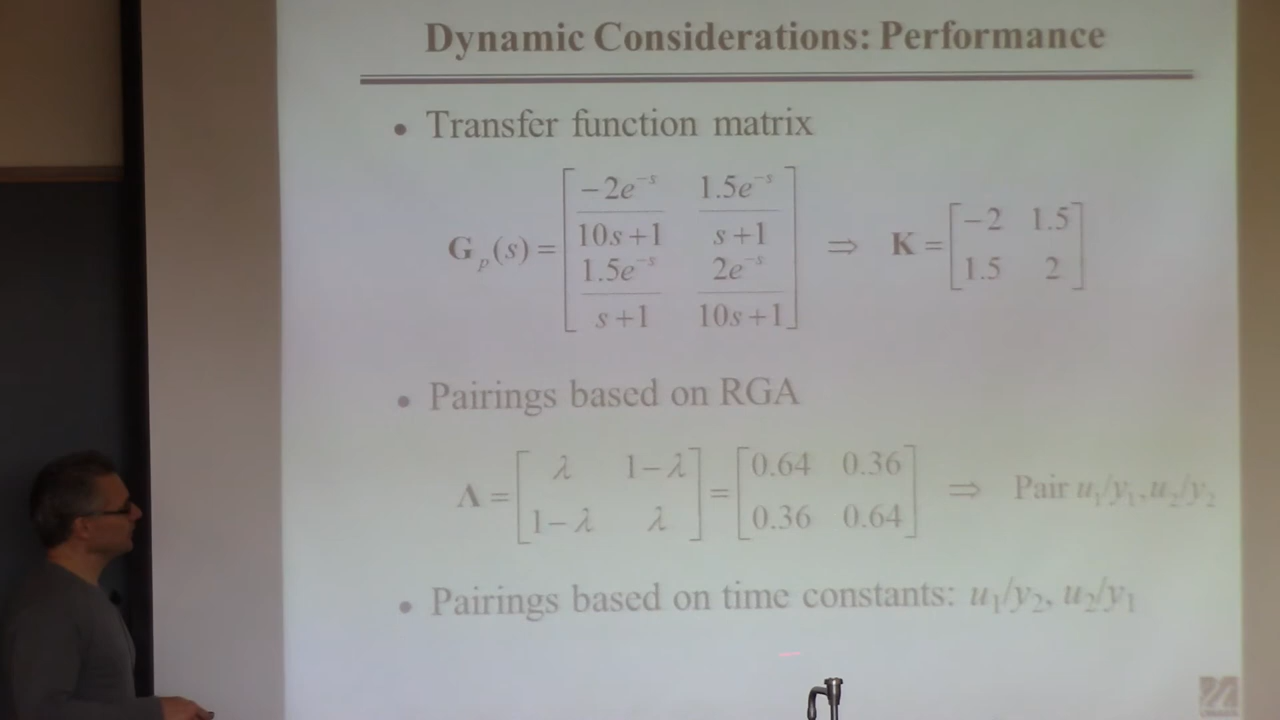 Dynamic Considerations: Performance
• Transfer function matrix
G_p(s) = [ −2e^{−s}/(10s+1)  1.5e^{−s}/(s+1) ; 1.5e^{−s}/(s+1)  2e^{−s}/(10s+1) ] ⇒ K = [ −2  1.5 ; 1.5  2 ]
• Pairings based on RGA
Λ = [ λ  1−λ ; 1−λ  λ ] = [ 0.64  0.36 ; 0.36  0.64 ] ⇒ Pair u₁/y₁, u₂/y₂
• Pairings based on time constants: u₁/y₂, u₂/y₁